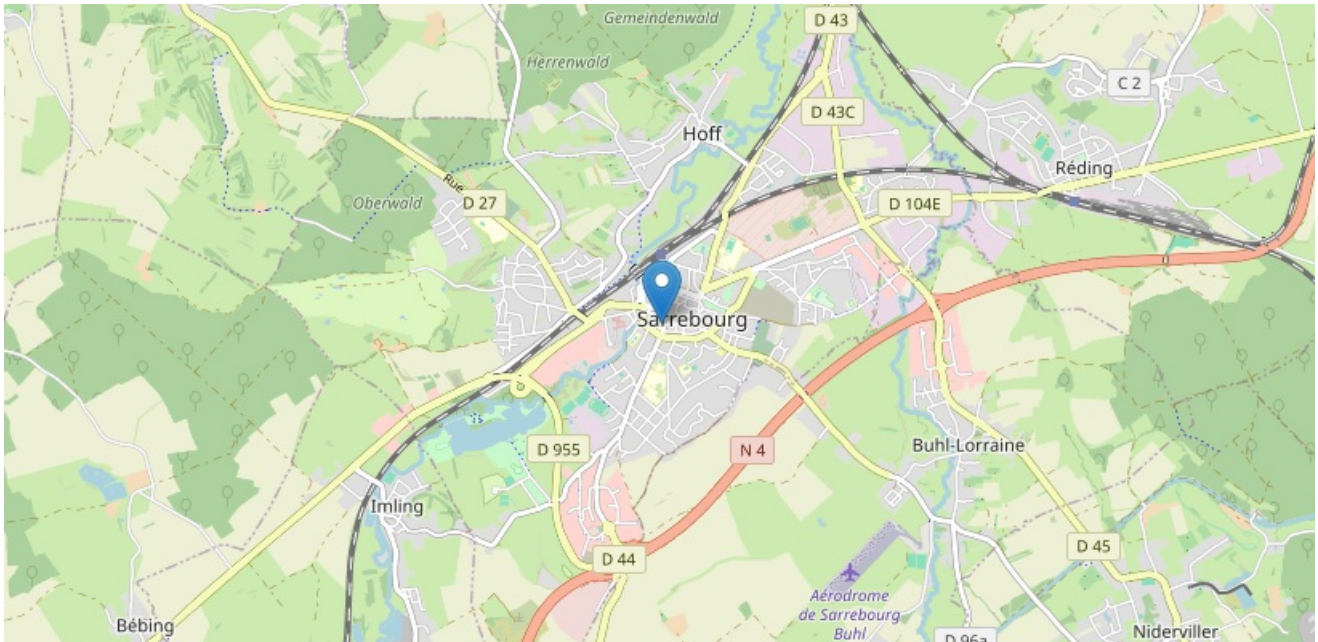 Gemeindenwald
D 43
Herrenwald
C 2
D 43C
Hoff
Réding
Rue
D 27
Oberwald
D 104E
Sarrebourg
D 955
N 4
Buhl-Lorraine
Imling
D 44
D 45
Aérodrome
de Sarrebourg
Buhl
Bébing
Niderviller
D 96a